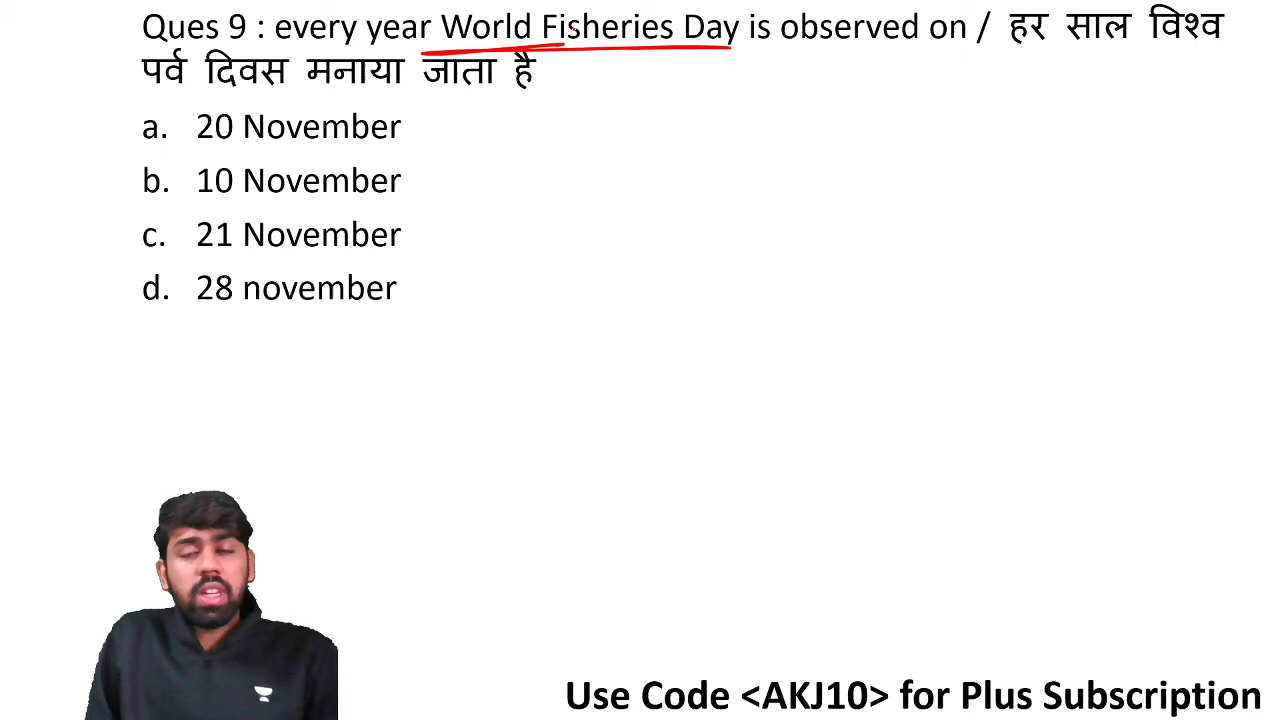 Ques 9 : every year World Fisheries Day is observed on / हर साल विश्व
पर्व दिवस मनाया जाता है
a. 20 November
b. 10 November
c. 21 November
d. 28 november
Use Code <AKJ10> for Plus Subscription